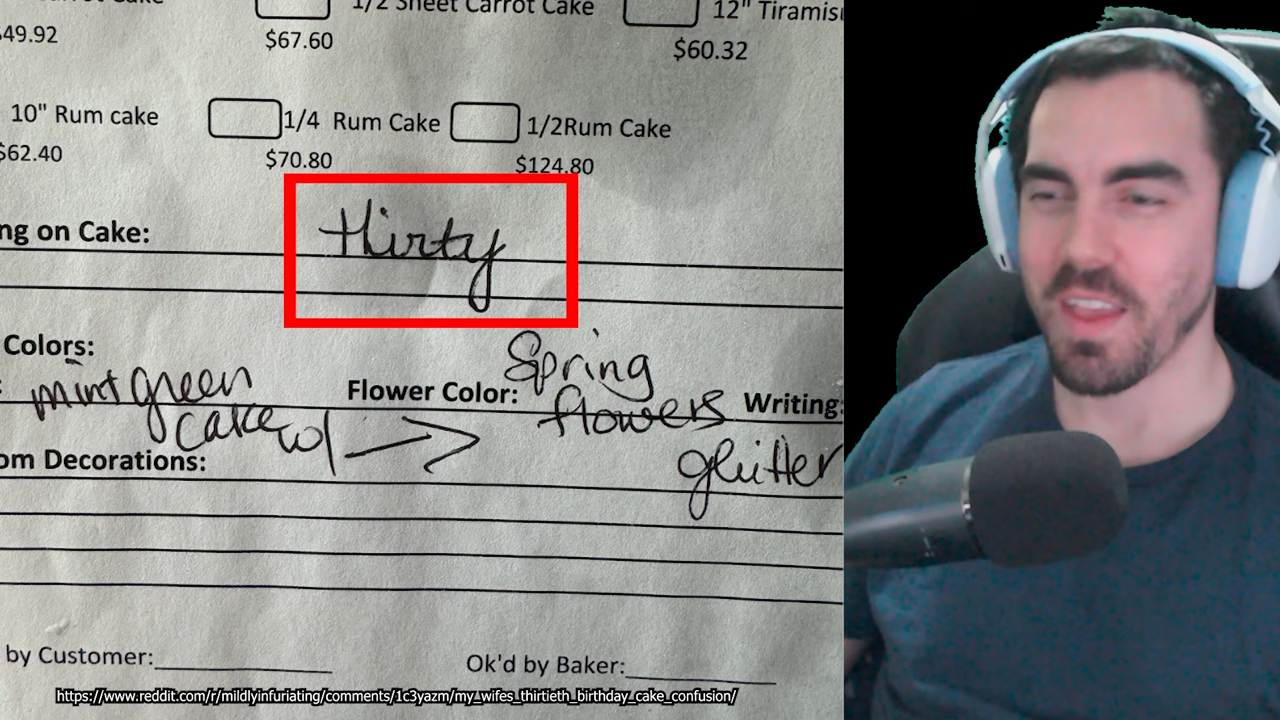 1/2 Sheet Carrot Cake
12" Tiramisu
49.92
$67.60
$60.32
10" Rum cake
1/4 Rum Cake
1/2Rum Cake
$62.40
$70.80
$124.80
ng on Cake:
thirty
Colors:
mint green
cake w/
Flower Color:
Spring
flowers
Writing:
glitter
om Decorations:
by Customer:
Ok'd by Baker:
https://www.reddit.com/r/mildlyinfuriating/comments/1c3yazm/my_wifes_thirtieth_birthday_cake_confusion/